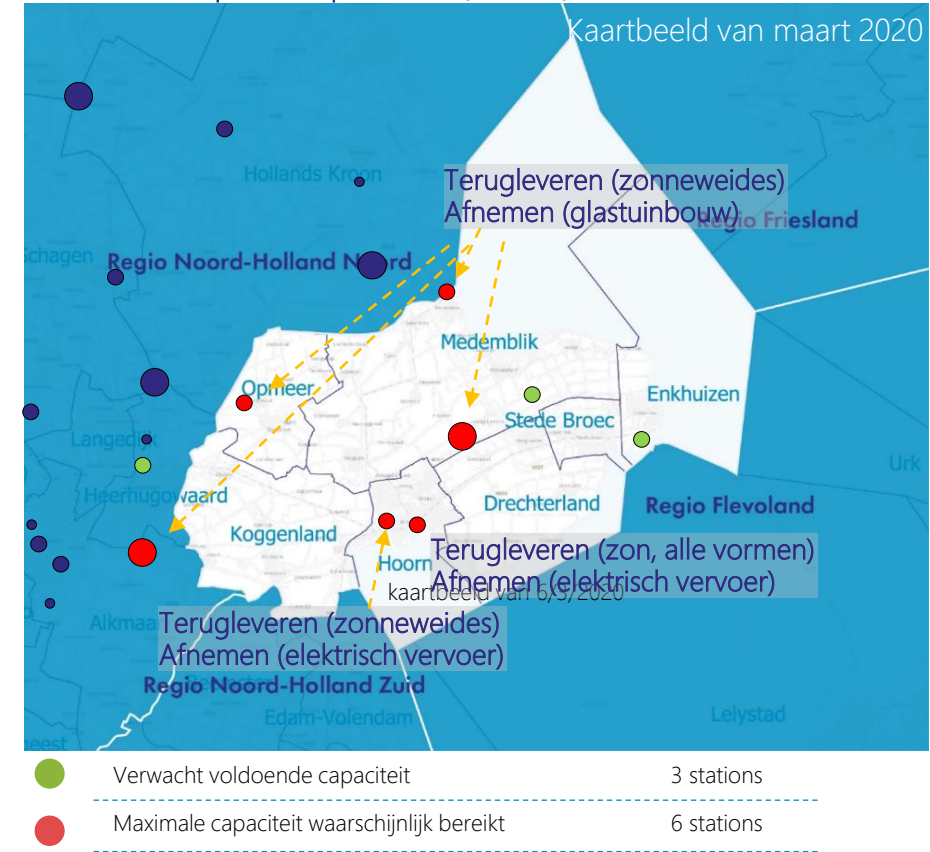 Kaartbeeld van maart 2020
Hollands Kroon
Terugleveren (zonneweides)
Afnemen (glastuinbouw)
Regio Friesland
Schagen
Regio Noord-Holland Noord
Medemblik
Opmeer
Enkhuizen
Stede Broec
Langedijk
Urk
Heerhugowaard
Drechterland
Regio Flevoland
Koggenland
Hoorn
Terugleveren (zon, alle vormen)
Afnemen (elektrisch vervoer)
kaartbeeld van 6/3/2020
Alkmaa
Terugleveren (zonneweides)
Afnemen (elektrisch vervoer)
Regio Noord-Holland Zuid
Edam-Volendam
Lelystad
eest
Verwacht voldoende capaciteit 3 stations
Maximale capaciteit waarschijnlijk bereikt 6 stations